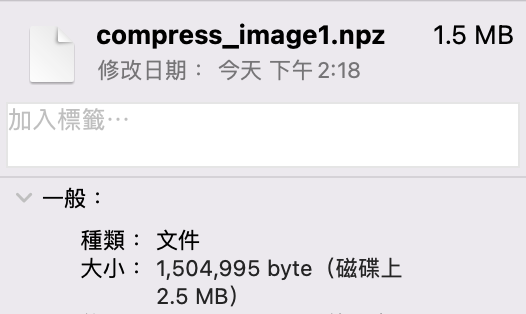 compress_image1.npz 1.5 MB
修改日期： 今天 下午2:18
加入標籤…
一般：
種類： 文件
大小： 1,504,995 byte（磁碟上
2.5 MB）